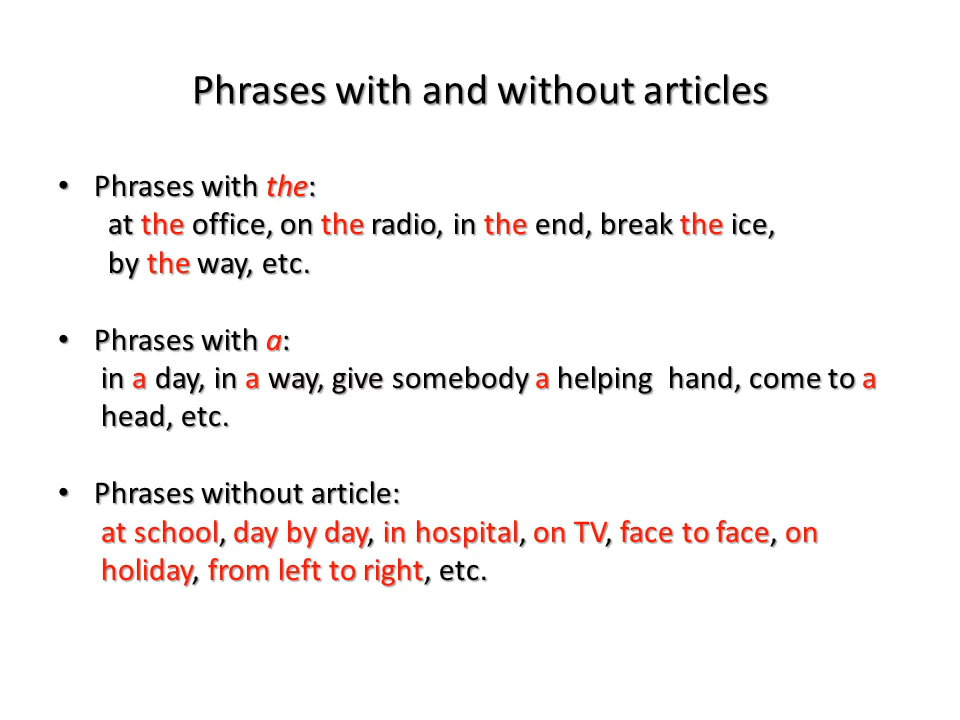 Phrases with and without articles
• Phrases with the:
at the office, on the radio, in the end, break the ice,
by the way, etc.
• Phrases with a:
in a day, in a way, give somebody a helping  hand, come to a
head, etc.
• Phrases without article:
at school, day by day, in hospital, on TV, face to face, on
holiday, from left to right, etc.